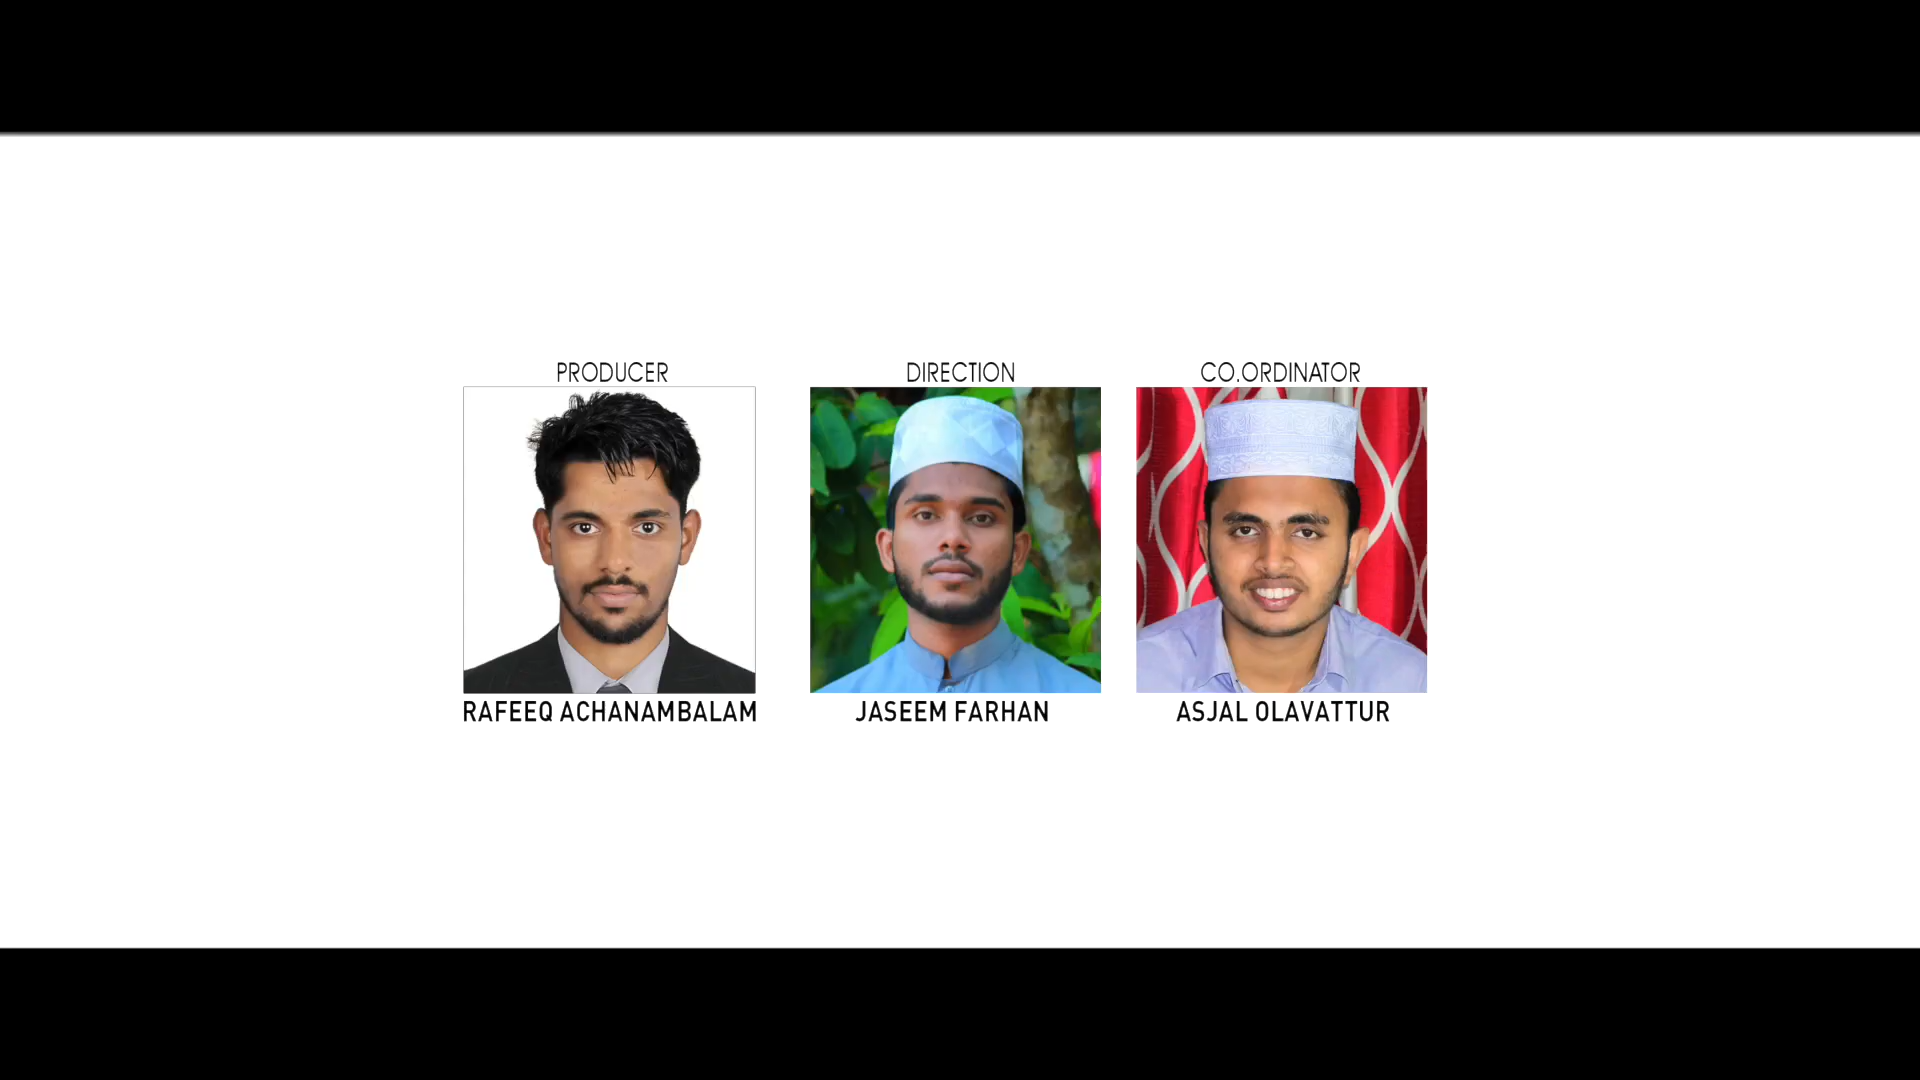 PRODUCER
DIRECTION
CO.ORDINATOR
RAFEEQ ACHANAMBALAM
JASEEM FARHAN
ASJAL OLAVATTUR